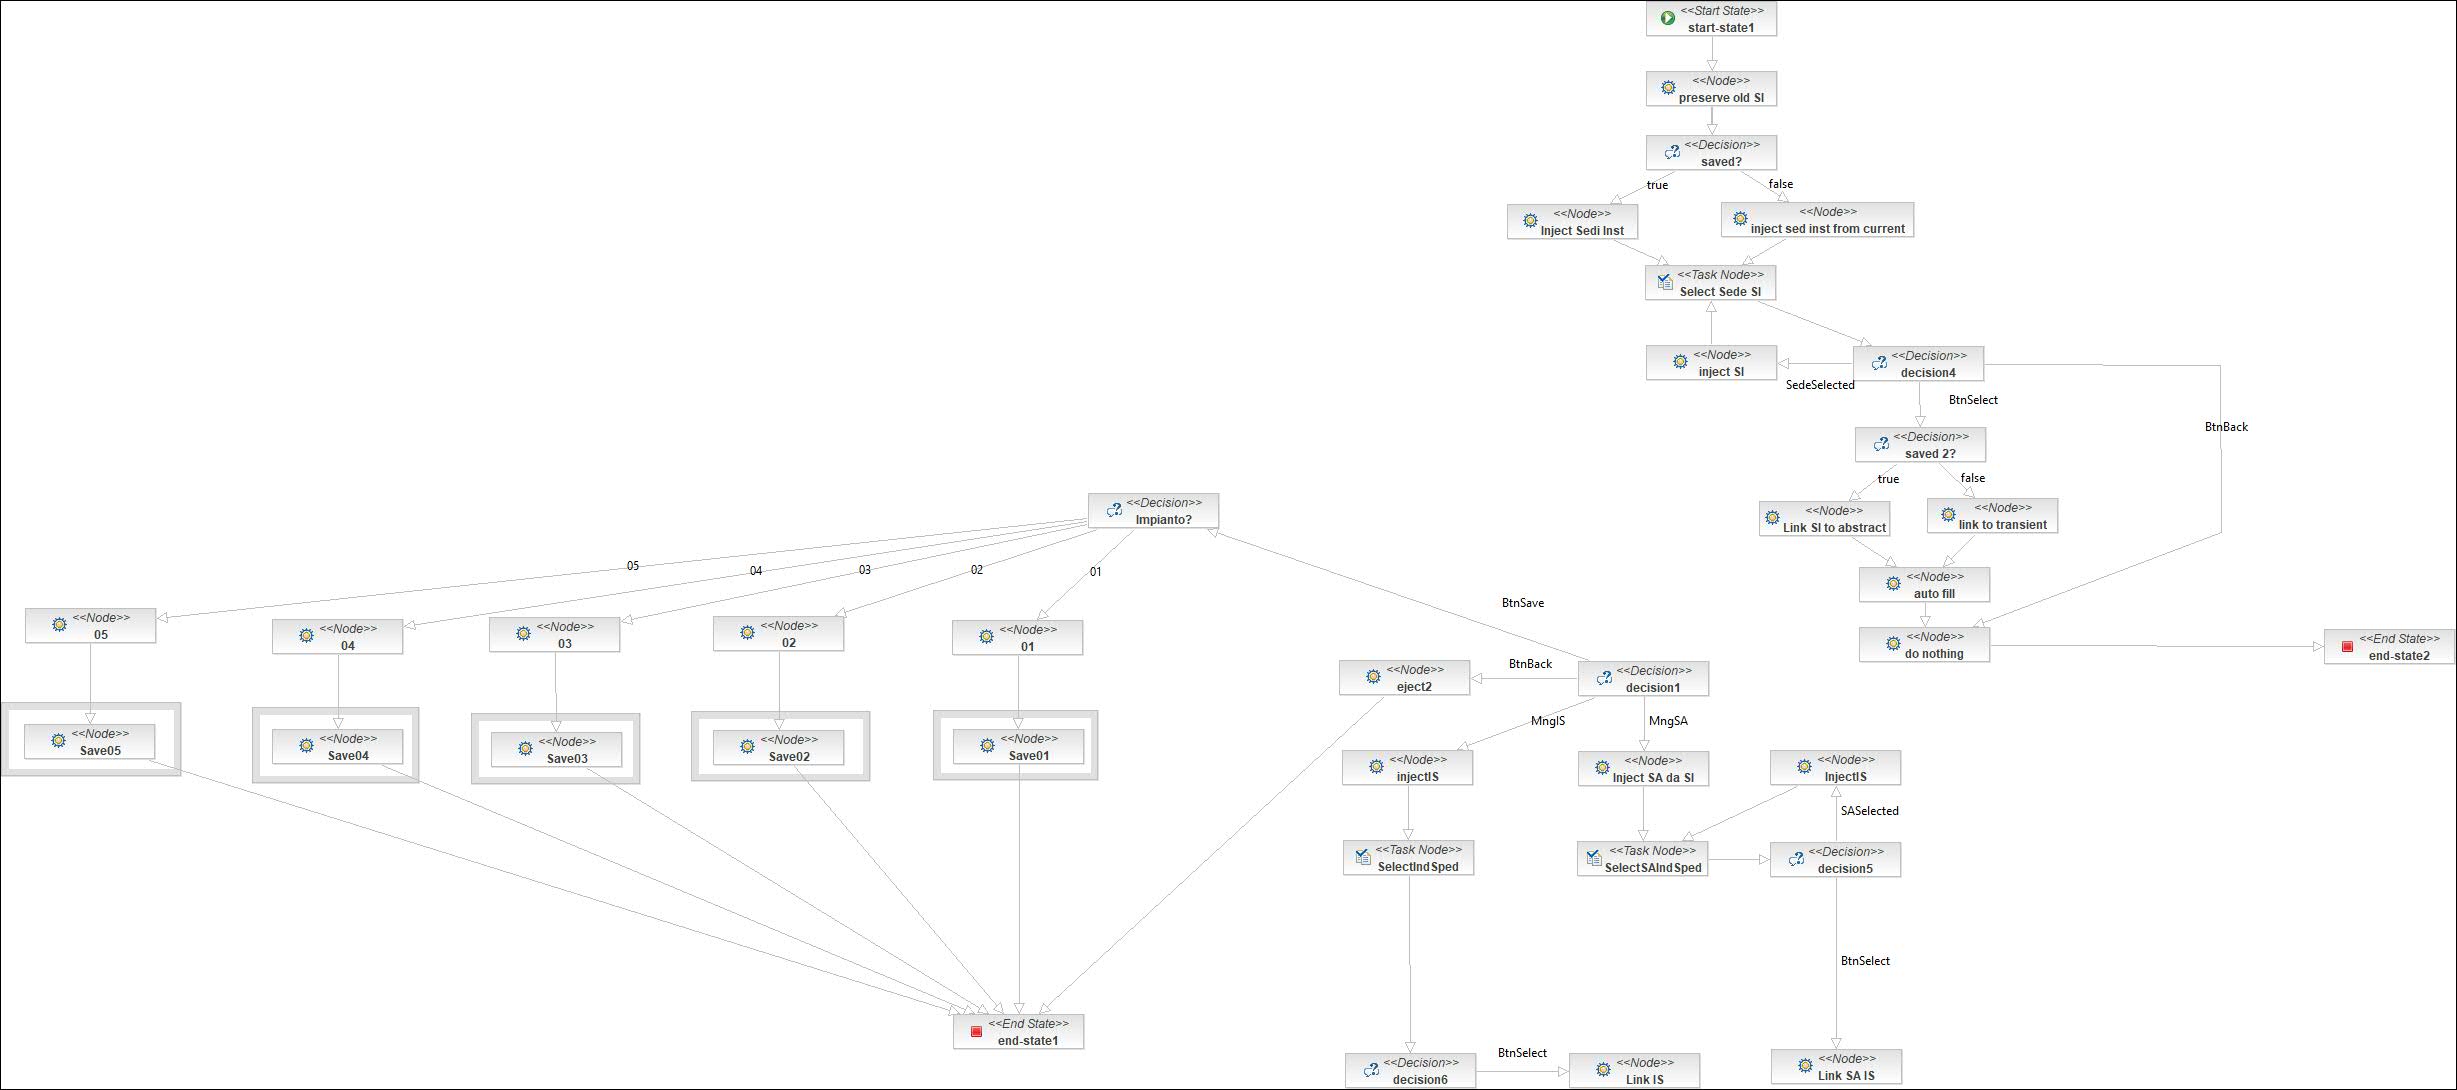 <<Start State>>
start-state1
<<Node>>
preserve old SI
<<Decision>>
saved?
true
false
<<Node>>
Inject Sedi Inst
<<Node>>
inject sed inst from current
<<Task Node>>
Select Sede SI
<<Node>>
inject SI
<<Decision>>
decision4
SedeSelected
BtnSelect
BtnBack
<<Decision>>
saved 2?
true
false
<<Node>>
Link SI to abstract
<<Node>>
link to transient
<<Node>>
auto fill
<<Node>>
do nothing
<<End State>>
end-state2
<<Decision>>
Impianto?
05
04
03
02
01
<<Node>>
05
<<Node>>
04
<<Node>>
03
<<Node>>
02
<<Node>>
01
BtnSave
<<Node>>
eject2
BtnBack
<<Decision>>
decision1
MngIS
MngSA
<<Node>>
Save05
<<Node>>
Save04
<<Node>>
Save03
<<Node>>
Save02
<<Node>>
Save01
<<Node>>
injectIS
<<Node>>
Inject SA da SI
<<Node>>
InjectIS
SASelected
<<Task Node>>
SelectIndSped
<<Task Node>>
SelectSAIndSped
<<Decision>>
decision5
BtnSelect
<<End State>>
end-state1
<<Decision>>
decision6
BtnSelect
<<Node>>
Link IS
<<Node>>
Link SA IS